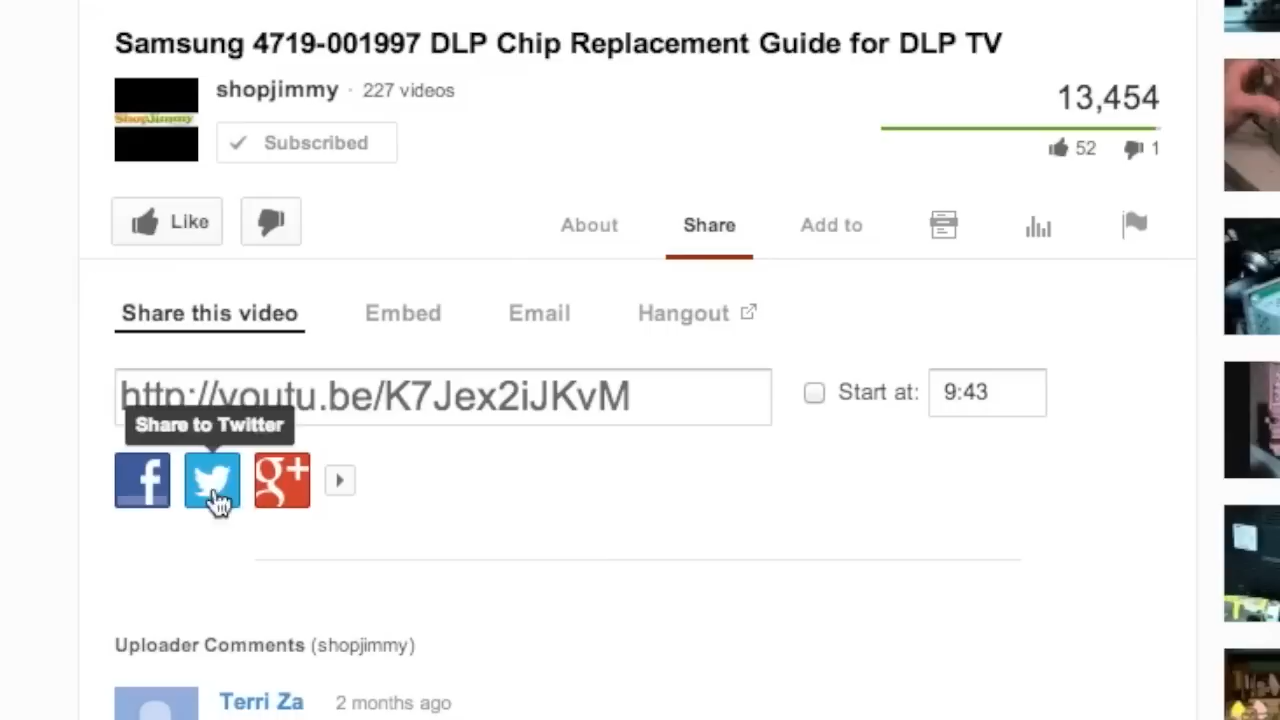 Samsung 4719-001997 DLP Chip Replacement Guide for DLP TV
shopjimmy · 227 videos
ShopJimmy
Subscribed
13,454
52 1
Like
About Share Add to
Share this video Embed Email Hangout
http://youtu.be/K7Jex2iJKvM
Start at: 9:43
Share to Twitter
f g+
Uploader Comments (shopjimmy)
Terri Za 2 months ago